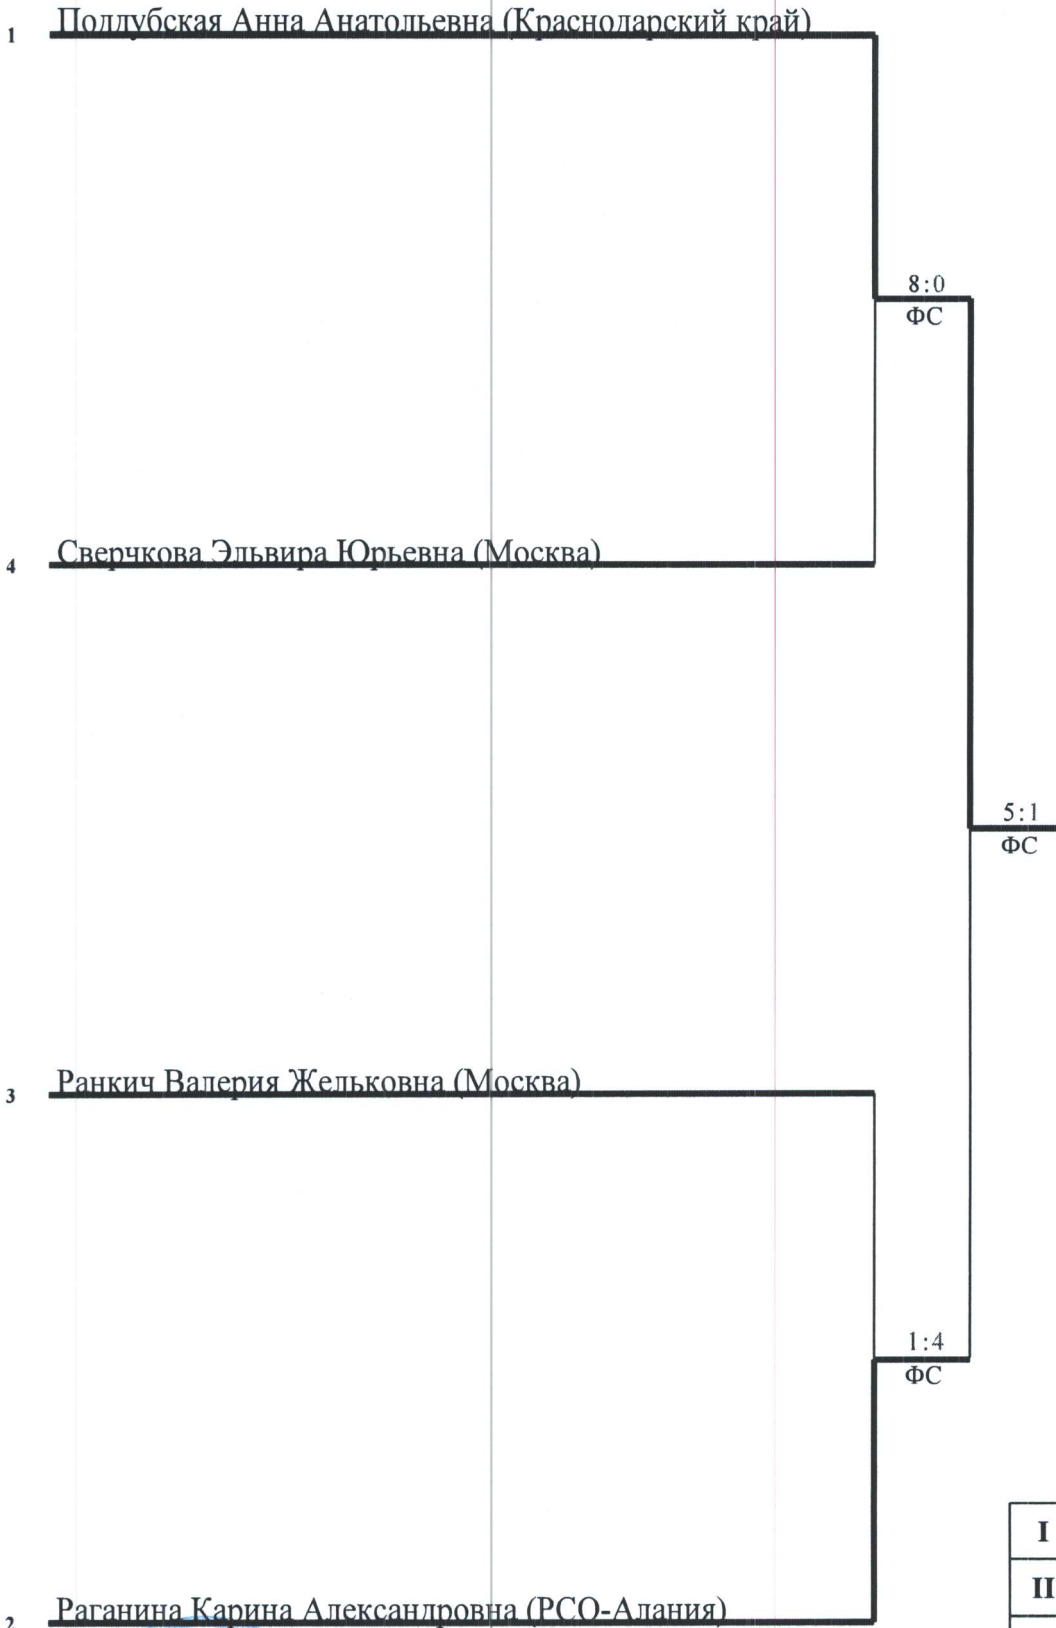 1 Поддубская Анна Анатольевна (Краснодарский край)
8:0
ФС
4 Сверчкова Эльвира Юрьевна (Москва)
5:1
ФС
3 Ранкич Валерия Жельковна (Москва)
1:4
ФС
I
II
2 Раганина Карина Александровна (РСО-Алания)